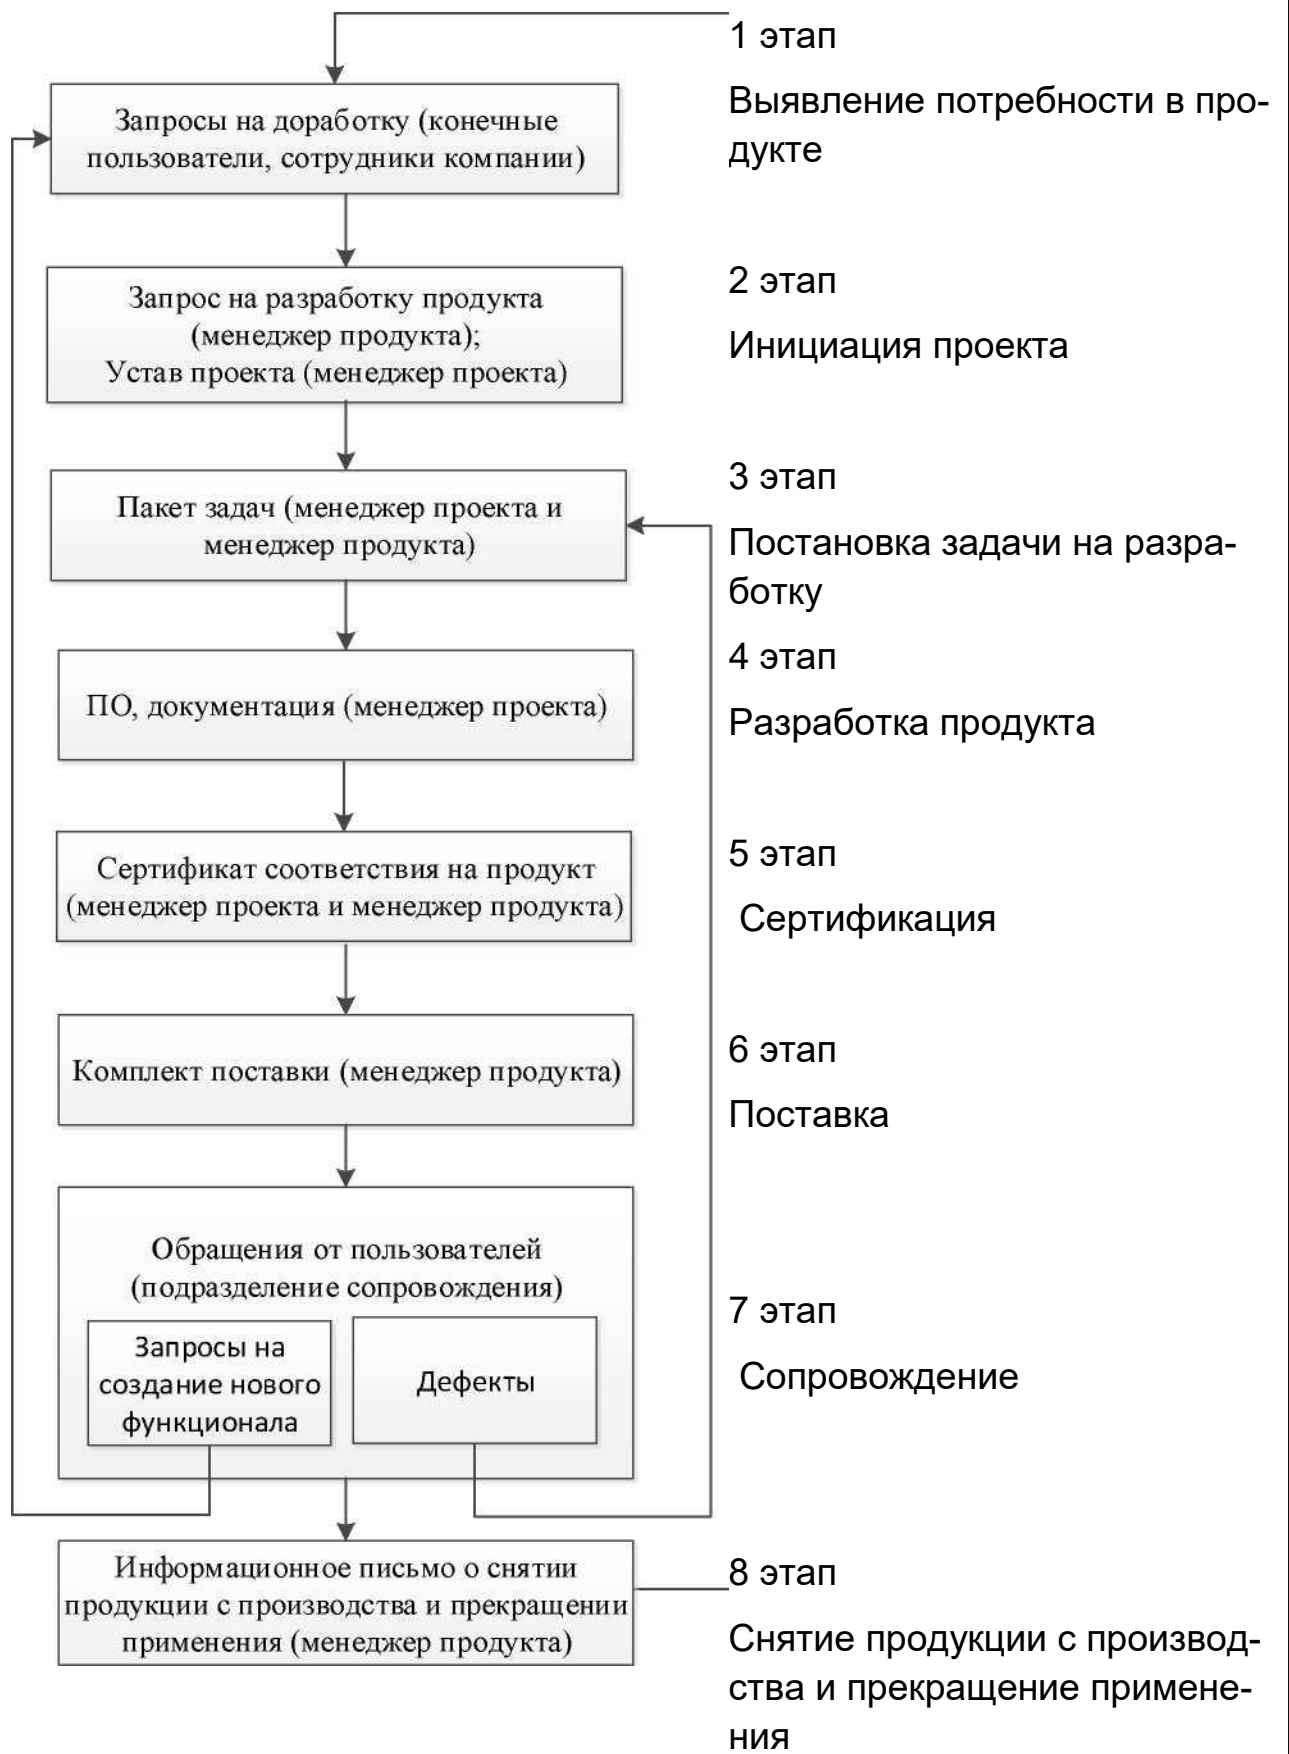 1 этап
Выявление потребности в про-
дукте
Запросы на доработку (конечные
пользователи, сотрудники компании)
2 этап
Инициация проекта
Запрос на разработку продукта
(менеджер продукта);
Устав проекта (менеджер проекта)
3 этап
Постановка задачи на разра-
ботку
Пакет задач (менеджер проекта и
менеджер продукта)
4 этап
Разработка продукта
ПО, документация (менеджер проекта)
5 этап
Сертификация
Сертификат соответствия на продукт
(менеджер проекта и менеджер продукта)
6 этап
Поставка
Комплект поставки (менеджер продукта)
7 этап
Сопровождение
Обращения от пользователей
(подразделение сопровождения)
Запросы на
создание нового
функционала
Дефекты
8 этап
Снятие продукции с производ-
ства и прекращение примене-
ния
Информационное письмо о снятии
продукции с производства и прекращении
применения (менеджер продукта)